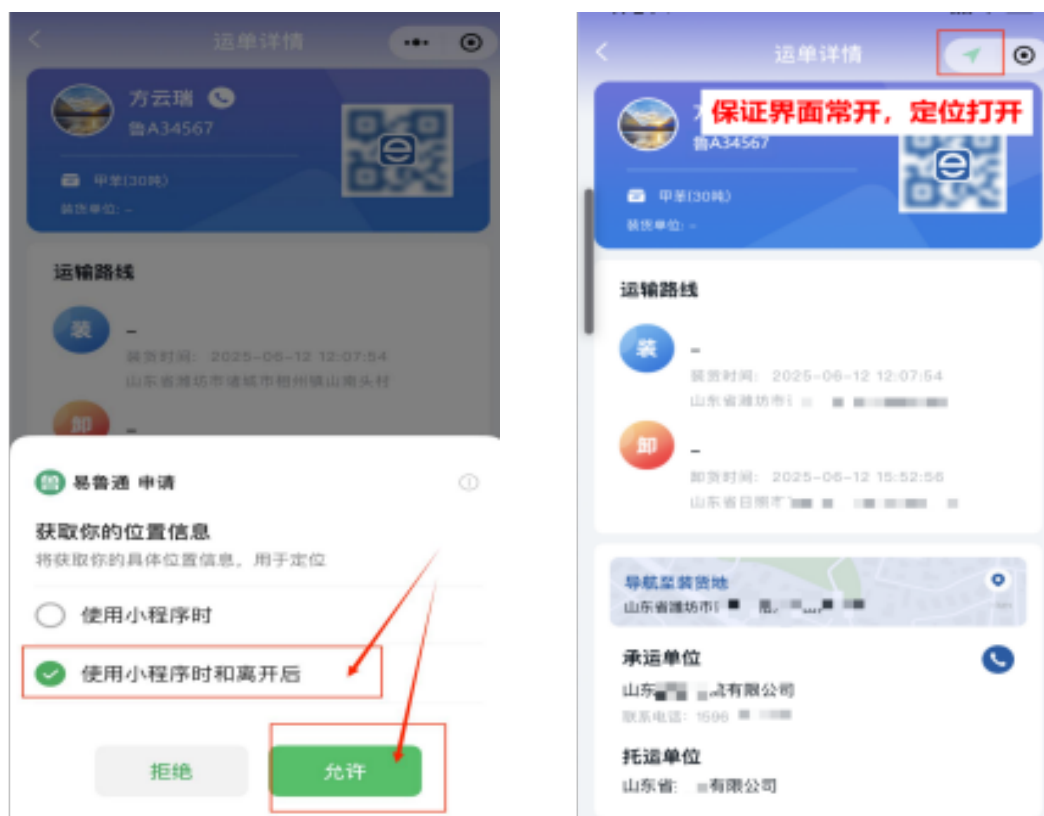 运单详情
方云瑞
鲁A34567
甲苯(30吨)
装货单位: -
运输路线
装
-
装货时间: 2025-06-12 12:07:54
山东省潍坊市诸城市相州镇山南头村
卸
-
易鲁通 申请
获取你的位置信息
将获取你的具体位置信息，用于定位
使用小程序时
使用小程序时和离开后
拒绝
允许
运单详情
保证界面常开，定位打开
鲁A34567
甲苯(30吨)
装货单位: -
运输路线
装
-
装货时间: 2025-06-12 12:07:54
山东省潍坊市
卸
-
卸货时间: 2025-06-12 15:52:56
山东省日照市
导航至装货地
山东省潍坊市
承运单位
山东 有限公司
联系电话: 1596
托运单位
山东省 有限公司